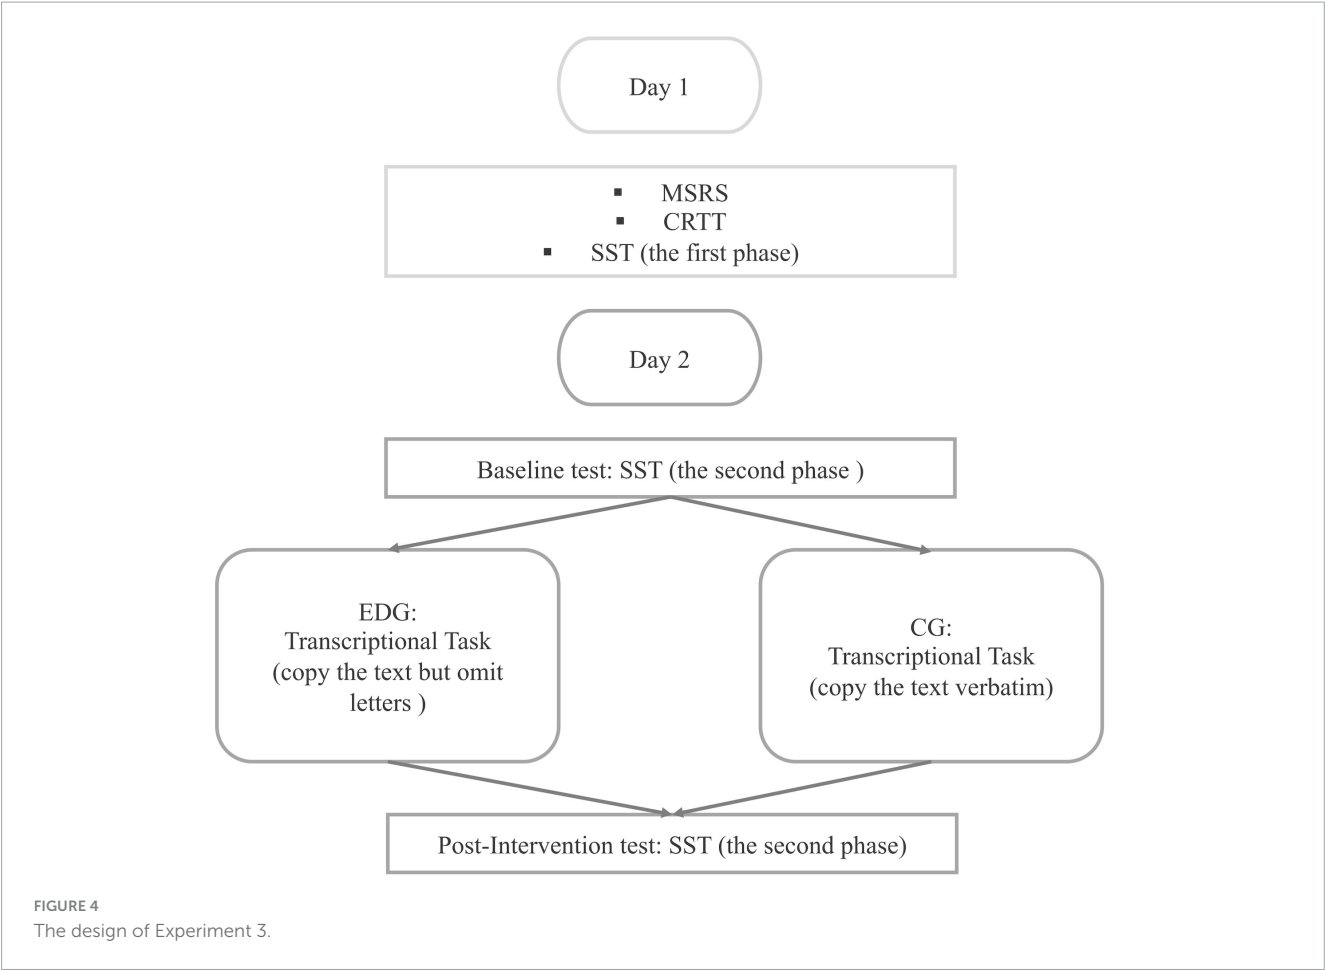 Day 1
▪ MSRS
▪ CRTT
▪ SST (the first phase)
Day 2
Baseline test: SST (the second phase )
EDG:
Transcriptional Task
(copy the text but omit
letters )
CG:
Transcriptional Task
(copy the text verbatim)
Post-Intervention test: SST (the second phase)
FIGURE 4
The design of Experiment 3.